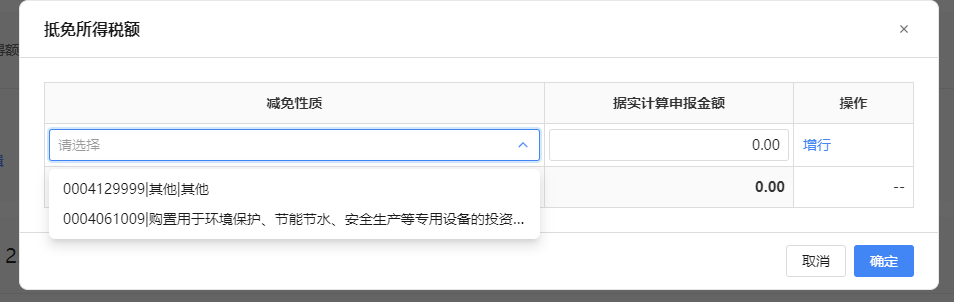 抵免所得税额
得额
减免性质
据实计算申报金额
操作
请选择
0.00
增行
0004129999|其他|其他
0.00
--
0004061009|购置用于环境保护、节能节水、安全生产等专用设备的投资...
2
取消
确定